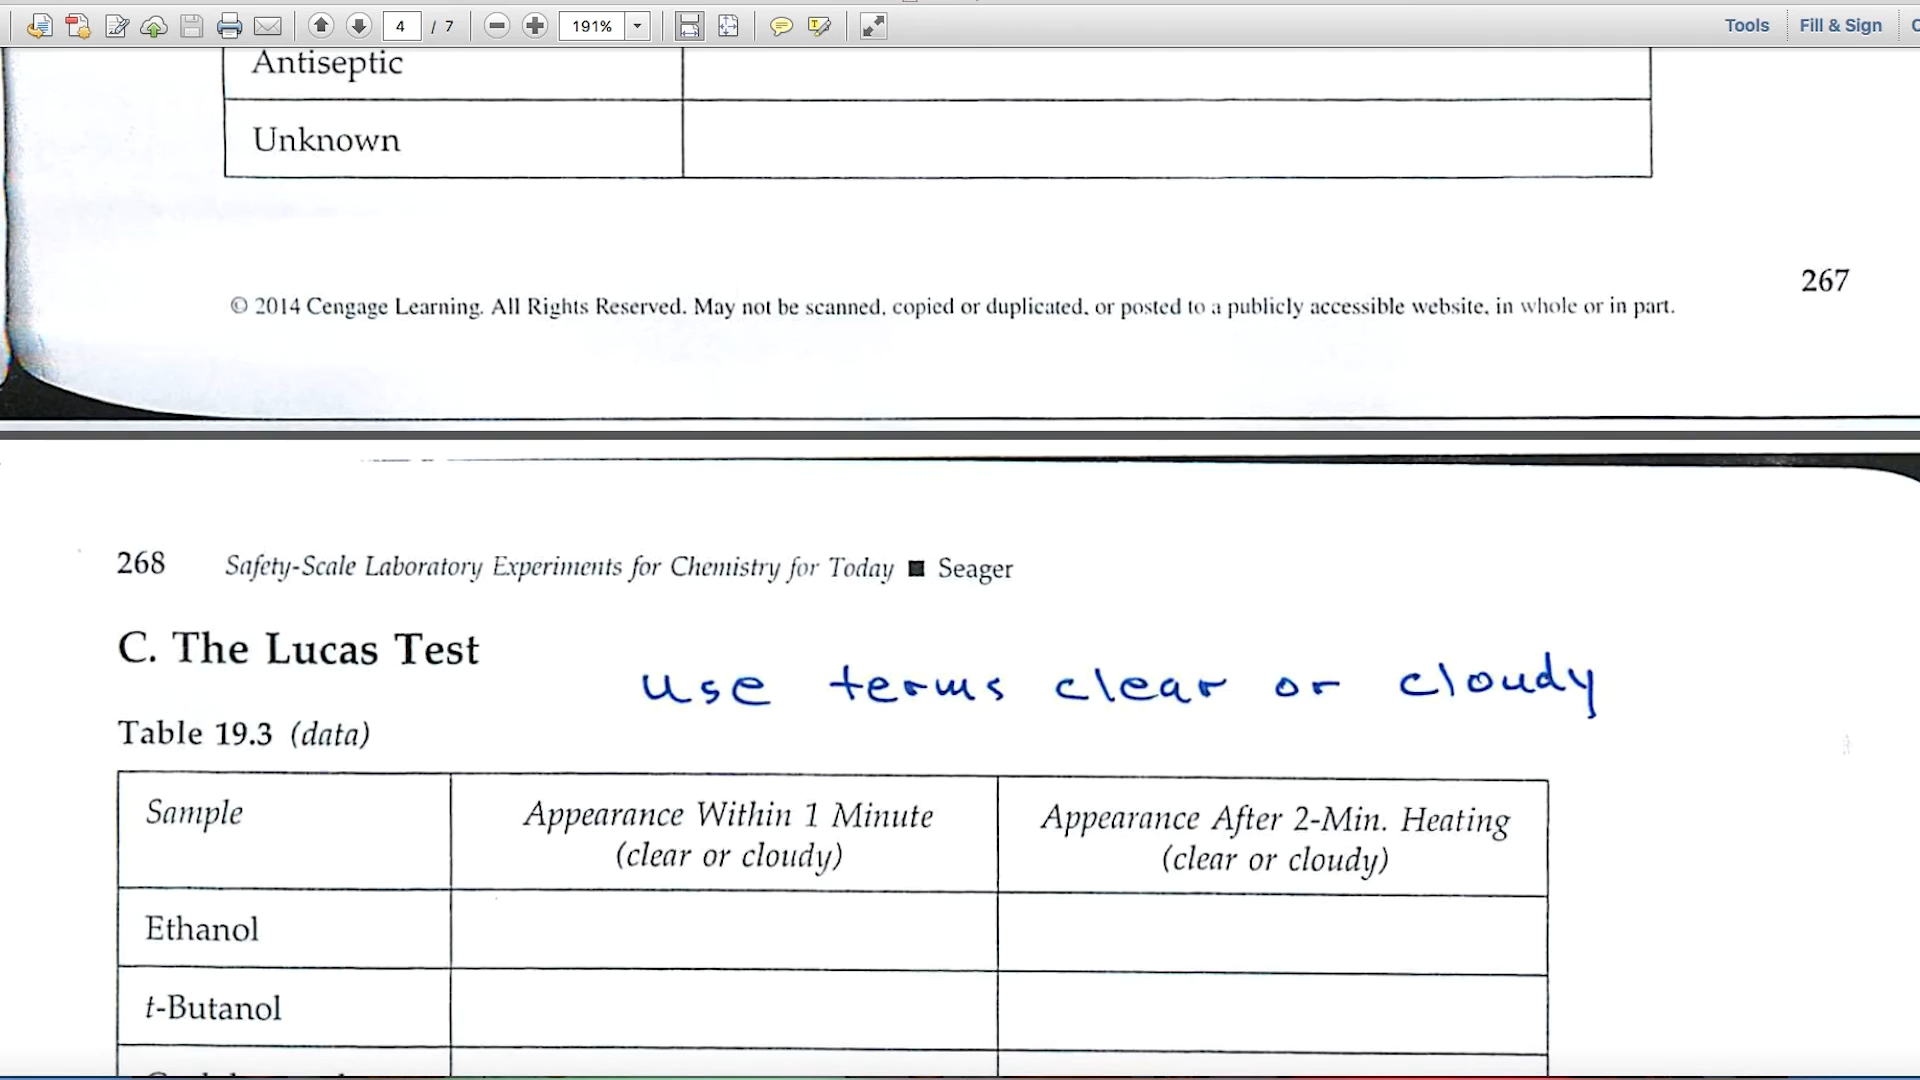 4 / 7 191% Tools Fill & Sign
Antiseptic
Unknown
267
© 2014 Cengage Learning. All Rights Reserved. May not be scanned, copied or duplicated, or posted to a publicly accessible website, in whole or in part.
268 Safety-Scale Laboratory Experiments for Chemistry for Today ■ Seager
C. The Lucas Test
use terms clear or cloudy
Table 19.3 (data)
Sample
Appearance Within 1 Minute
(clear or cloudy)
Appearance After 2-Min. Heating
(clear or cloudy)
Ethanol
t-Butanol